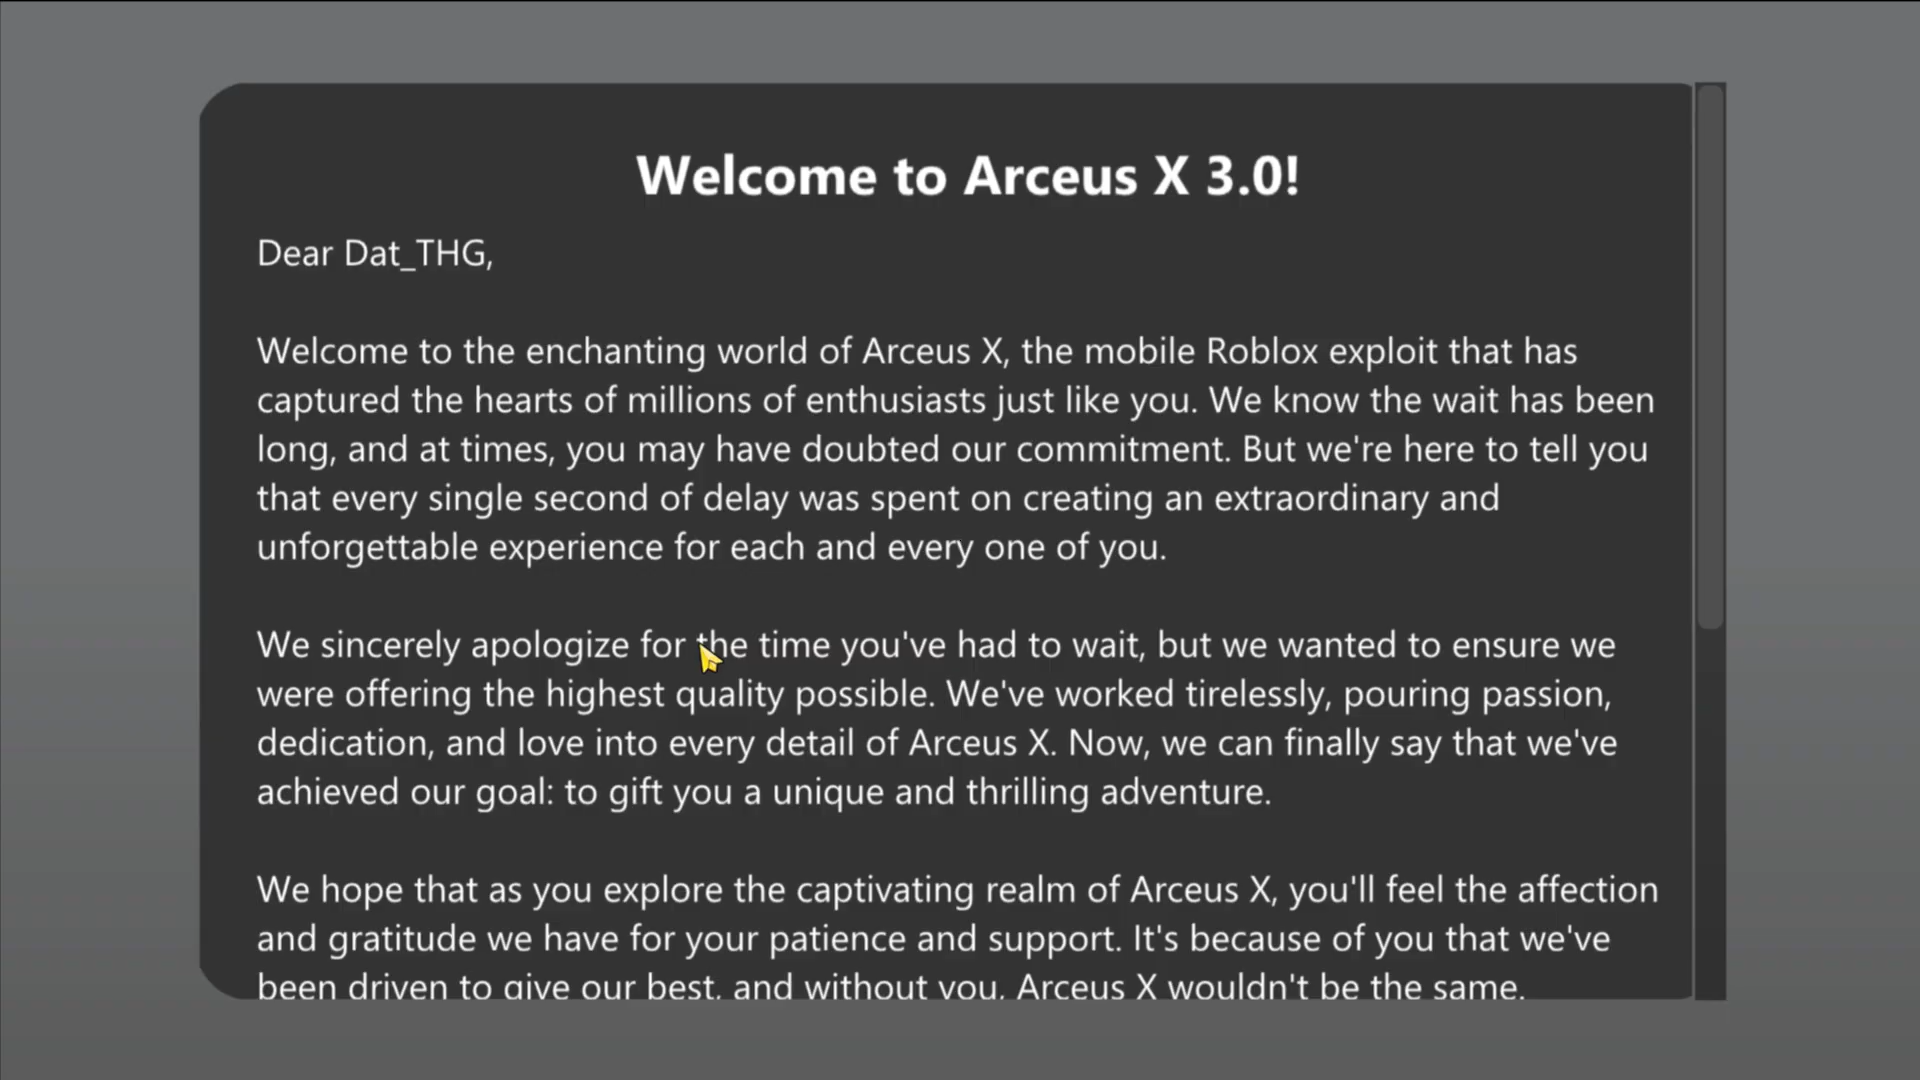 Welcome to Arceus X 3.0!
Dear Dat_THG,
Welcome to the enchanting world of Arceus X, the mobile Roblox exploit that has
captured the hearts of millions of enthusiasts just like you. We know the wait has been
long, and at times, you may have doubted our commitment. But we're here to tell you
that every single second of delay was spent on creating an extraordinary and
unforgettable experience for each and every one of you.
We sincerely apologize for the time you've had to wait, but we wanted to ensure we
were offering the highest quality possible. We've worked tirelessly, pouring passion,
dedication, and love into every detail of Arceus X. Now, we can finally say that we've
achieved our goal: to gift you a unique and thrilling adventure.
We hope that as you explore the captivating realm of Arceus X, you'll feel the affection
and gratitude we have for your patience and support. It's because of you that we've
been driven to give our best, and without you, Arceus X wouldn't be the same.